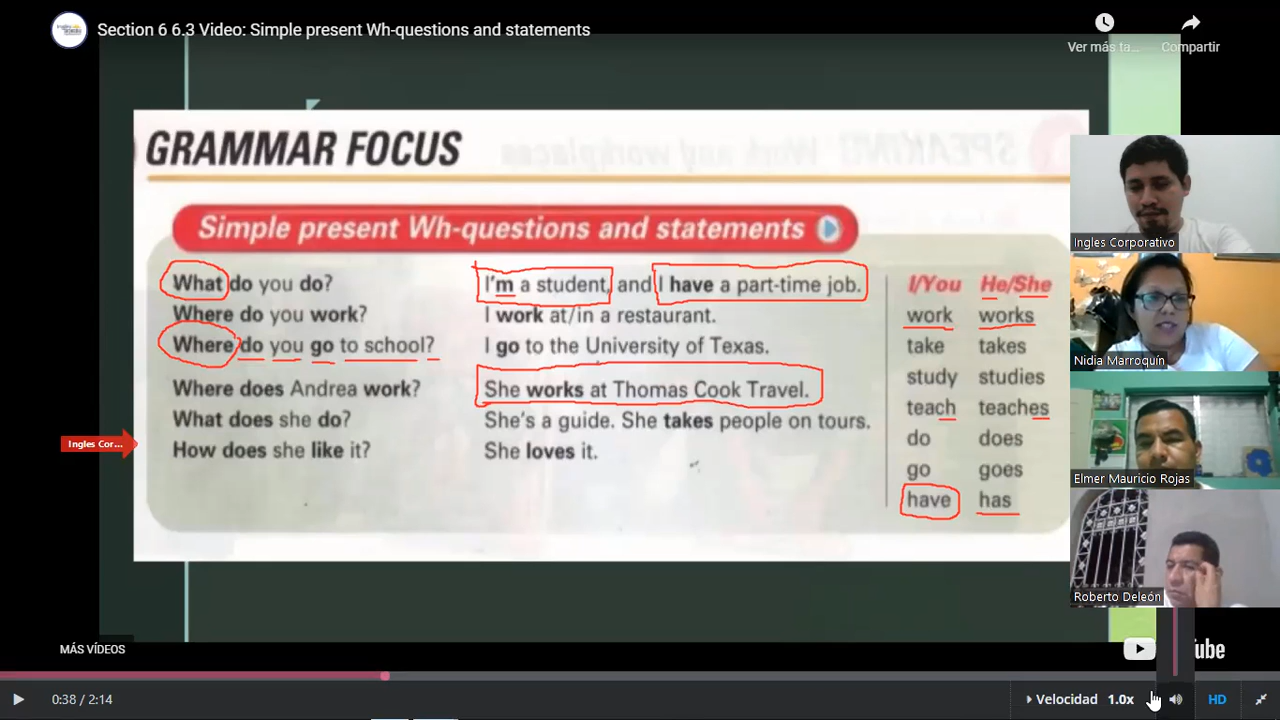 Section 6 6.3 Video: Simple present Wh-questions and statements
Ver más ta...
Compartir
GRAMMAR FOCUS
Simple present Wh-questions and statements
What do you do? I'm a student, and I have a part-time job.
Where do you work? I work at/in a restaurant.
Where do you go to school? I go to the University of Texas.
Where does Andrea work? She works at Thomas Cook Travel.
What does she do? She's a guide. She takes people on tours.
How does she like it? She loves it.
I/You He/She
work works
take takes
study studies
teach teaches
do does
go goes
have has
Ingles Cor...
Ingles Corporativo
Nidia Marroquín
Elmer Mauricio Rojas
Roberto Deleón
MÁS VÍDEOS
ube
0:38 / 2:14
Velocidad 1.0x
HD